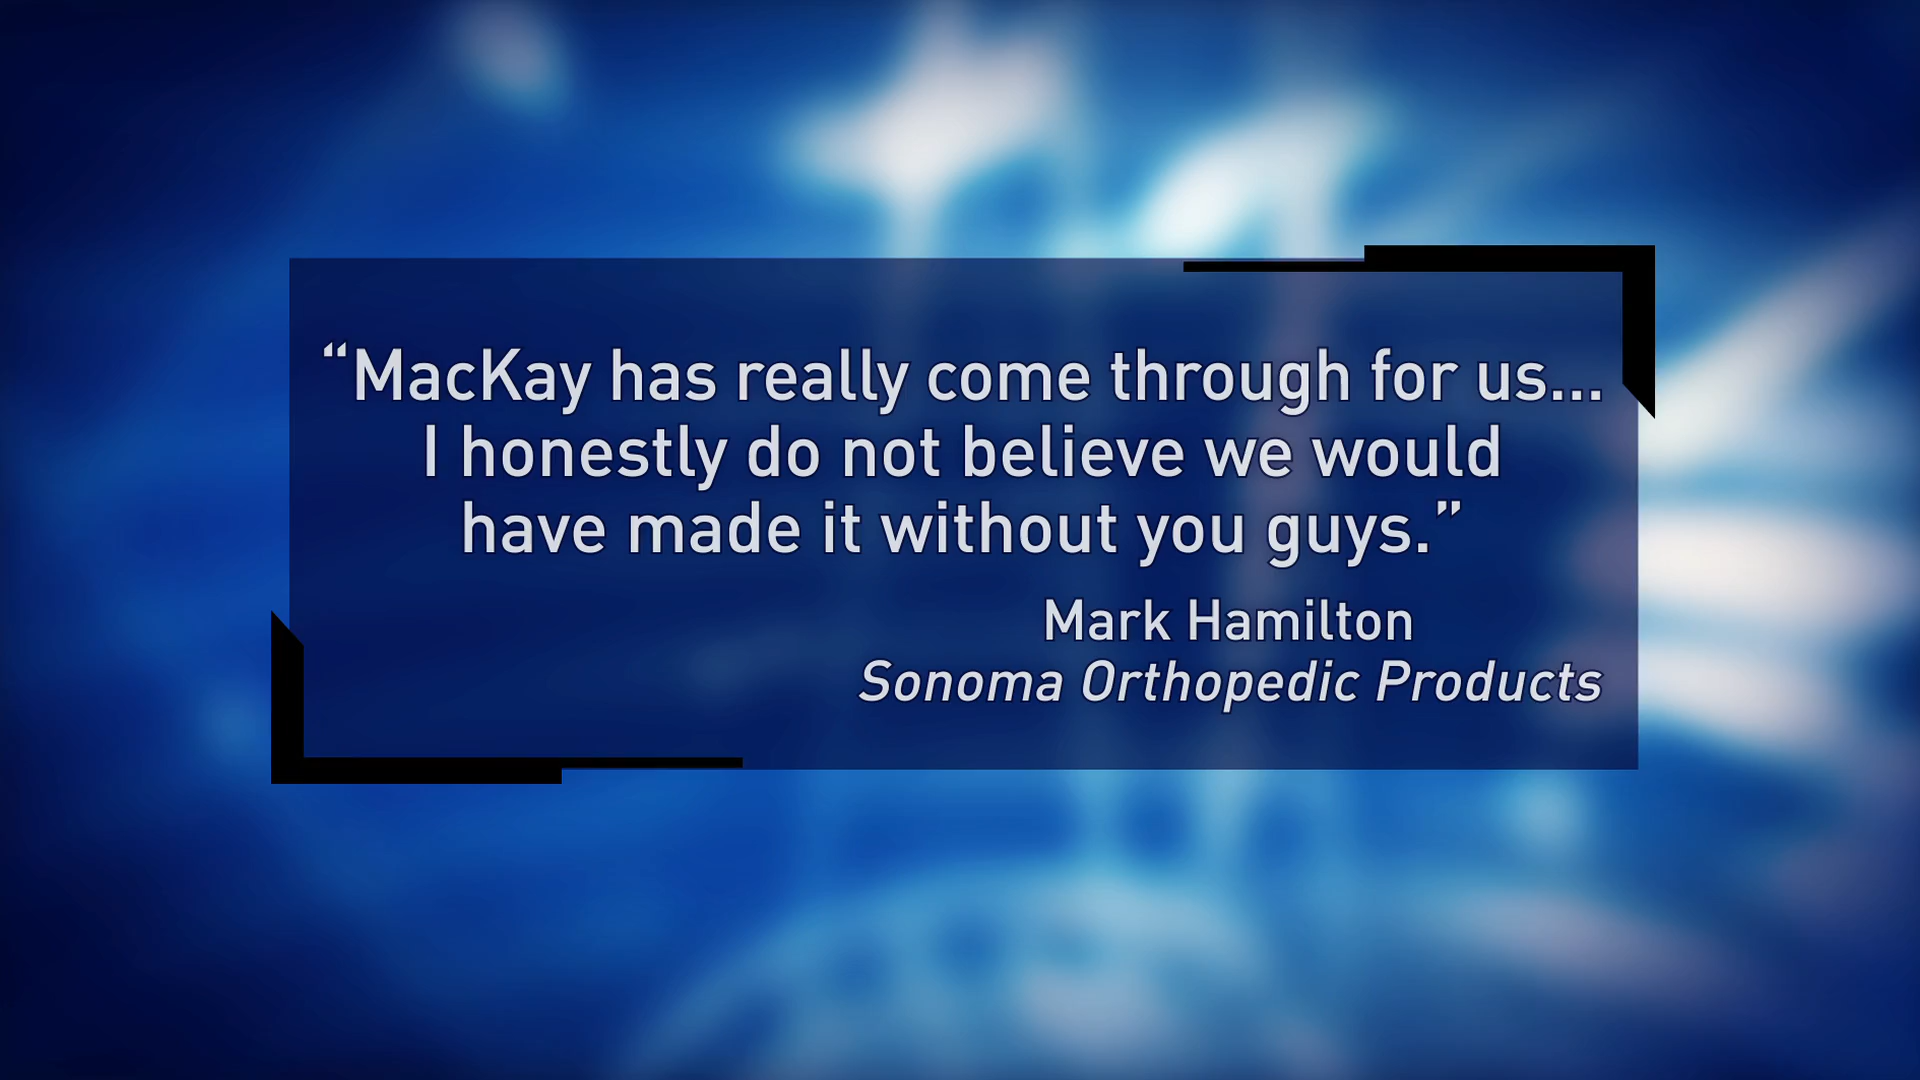 “MacKay has really come through for us...
I honestly do not believe we would
have made it without you guys.”
Mark Hamilton
Sonoma Orthopedic Products